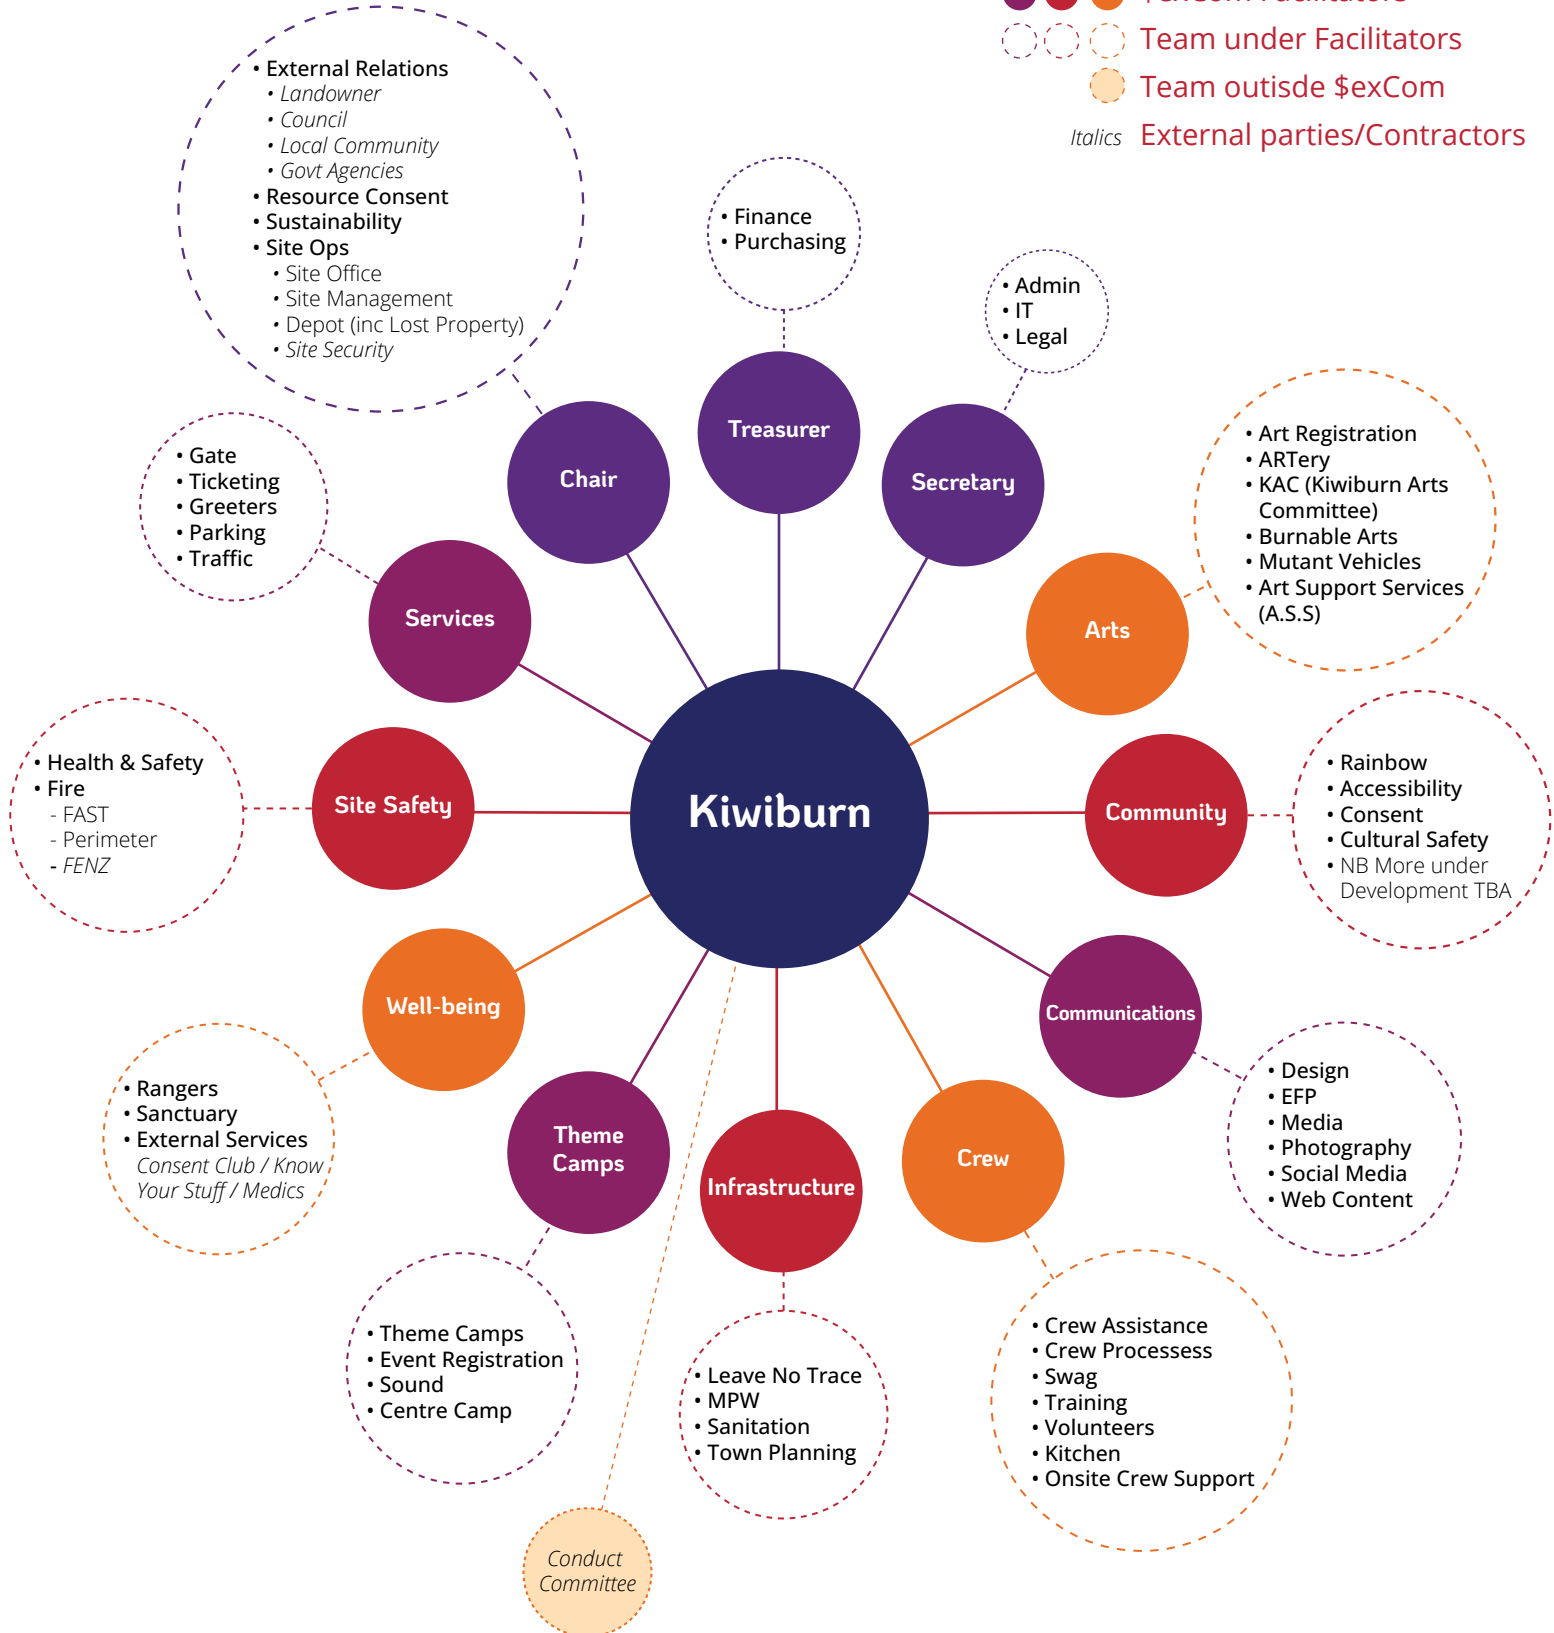 $exCom Facilitators
Team under Facilitators
Team outisde $exCom
Italics External parties/Contractors
• External Relations
• Landowner
• Council
• Local Community
• Govt Agencies
• Resource Consent
• Sustainability
• Site Ops
• Site Office
• Site Management
• Depot (inc Lost Property)
• Site Security
• Finance
• Purchasing
• Admin
• IT
• Legal
Chair
Treasurer
Secretary
• Gate
• Ticketing
• Greeters
• Parking
• Traffic
Services
Arts
• Art Registration
• ARTery
• KAC (Kiwiburn Arts
Committee)
• Burnable Arts
• Mutant Vehicles
• Art Support Services
(A.S.S)
• Health & Safety
• Fire
- FAST
- Perimeter
- FENZ
Site Safety
Kiwiburn
Community
• Rainbow
• Accessibility
• Consent
• Cultural Safety
• NB More under
Development TBA
Well-being
• Rangers
• Sanctuary
• External Services
Consent Club / Know
Your Stuff / Medics
Communications
• Design
• EFP
• Media
• Photography
• Social Media
• Web Content
Theme
Camps
Infrastructure
Crew
• Theme Camps
• Event Registration
• Sound
• Centre Camp
• Leave No Trace
• MPW
• Sanitation
• Town Planning
• Crew Assistance
• Crew Processess
• Swag
• Training
• Volunteers
• Kitchen
• Onsite Crew Support
Conduct
Committee